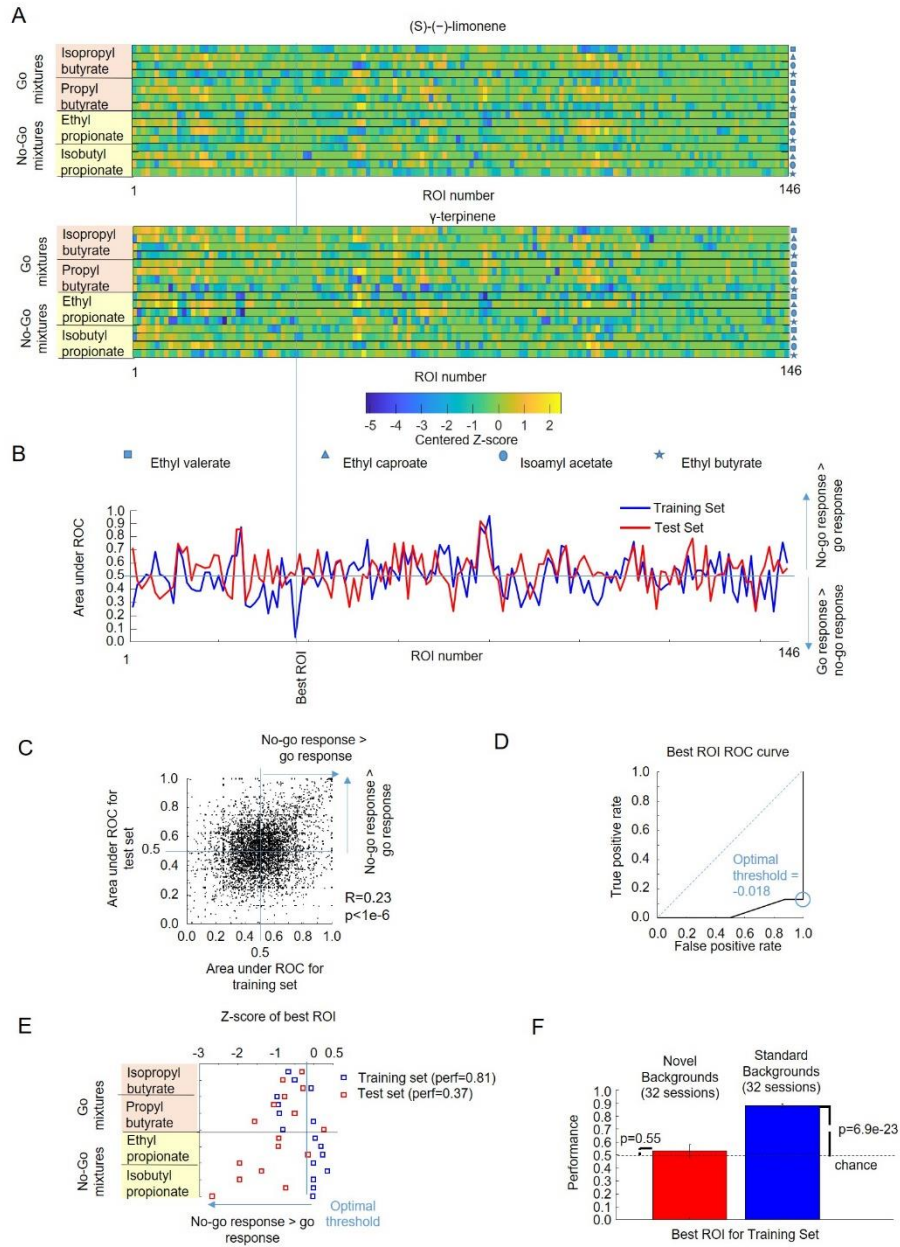 A
(S)-(−)-limonene
Go
mixtures
No-Go
mixtures
Isopropyl
butyrate
Propyl
butyrate
Ethyl
propionate
Isobutyl
propionate
1
ROI number
146
γ-terpinene
Go
mixtures
No-Go
mixtures
Isopropyl
butyrate
Propyl
butyrate
Ethyl
propionate
Isobutyl
propionate
1
ROI number
146
-5 -4 -3 -2 -1 0 1 2
Centered Z-score
B
Ethyl valerate
Ethyl caproate
Isoamyl acetate
Ethyl butyrate
Area under ROC
1.0
0.9
0.8
0.7
0.6
0.5
0.4
0.3
0.2
0.1
0.0
Training Set
Test Set
No-go response >
go response
Go response >
no-go response
1
Best ROI
ROI number
146
C
No-go response >
go response
Area under ROC for
test set
1.0
0.8
0.6
0.5
0.4
0.2
0.0
No-go response >
go response
R=0.23
p<1e-6
0.0 0.2 0.4 0.6 0.8 1.0
0.5
Area under ROC for
training set
D
Best ROI ROC curve
True positive rate
1.0
0.8
0.6
0.4
0.2
0
Optimal
threshold =
-0.018
0.0 0.2 0.4 0.6 0.8 1.0
False positive rate
E
Z-score of best ROI
-3 -2 -1 0 0.5
Go
mixtures
No-Go
mixtures
Isopropyl
butyrate
Propyl
butyrate
Ethyl
propionate
Isobutyl
propionate
Training set (perf=0.81)
Test set (perf=0.37)
No-go response > go
response
Optimal
threshold
F
Novel
Backgrounds
(32 sessions)
Standard
Backgrounds
(32 sessions)
Performance
1.0
0.9
0.8
0.7
0.6
0.5
0.4
0.3
0.2
0.1
0.0
p=0.55
p=6.9e-23
chance
Best ROI for Training Set